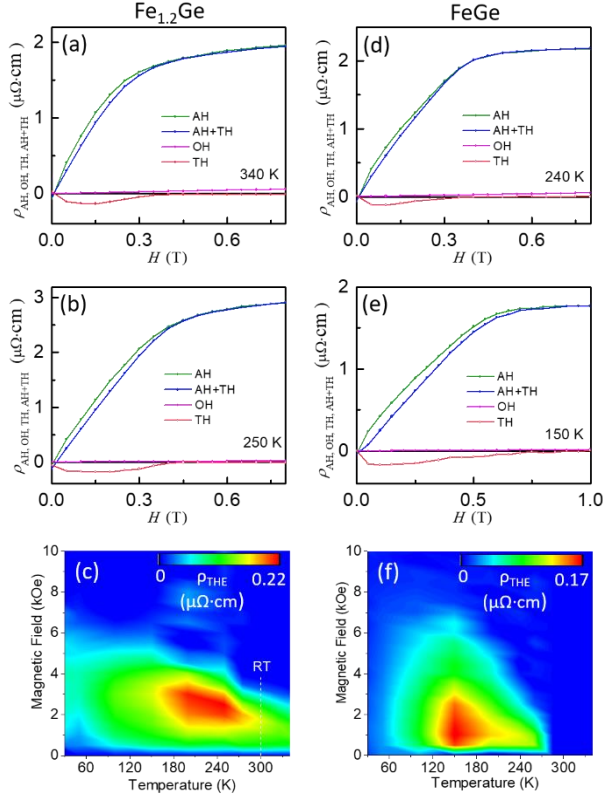 Fe1.2Ge
FeGe
(a)
ρAH, OH, TH, AH+TH (μΩ·cm)
2
1
0
AH
AH+TH
OH
TH
340 K
0.0 0.3 0.6
H (T)
(d)
ρAH, OH, TH, AH+TH (μΩ·cm)
2
1
0
AH
AH+TH
OH
TH
240 K
0.0 0.3 0.6
H (T)
(b)
ρAH, OH, TH, AH+TH (μΩ·cm)
3
2
1
0
AH
AH+TH
OH
TH
250 K
0.0 0.3 0.6
H (T)
(e)
ρAH, OH, TH, AH+TH (μΩ·cm)
2
1
0
AH
AH+TH
OH
TH
150 K
0.0 0.5 1.0
H (T)
(c)
0 ρTHE 0.22
(μΩ·cm)
RT
Magnetic Field (kOe)
10
8
6
4
2
0
60 120 180 240 300
Temperature (K)
(f)
0 ρTHE 0.17
(μΩ·cm)
Magnetic Field (kOe)
10
8
6
4
2
0
60 120 180 240 300
Temperature (K)